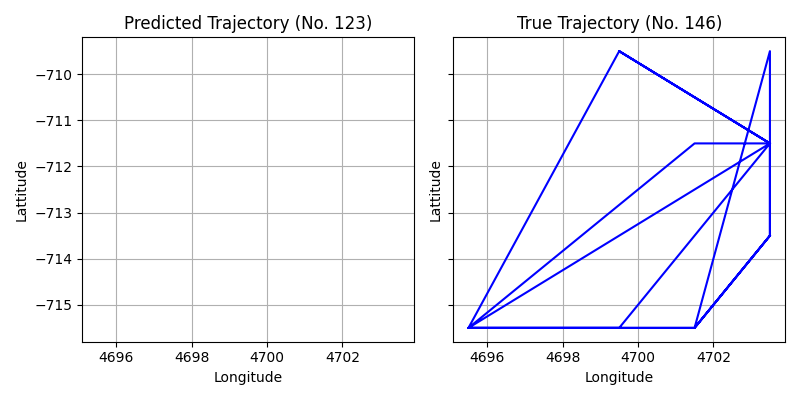 Predicted Trajectory (No. 123)
True Trajectory (No. 146)
−710
−711
−712
−713
−714
−715
Lattitude
Lattitude
4696
4698
4700
4702
4696
4698
4700
4702
Longitude
Longitude